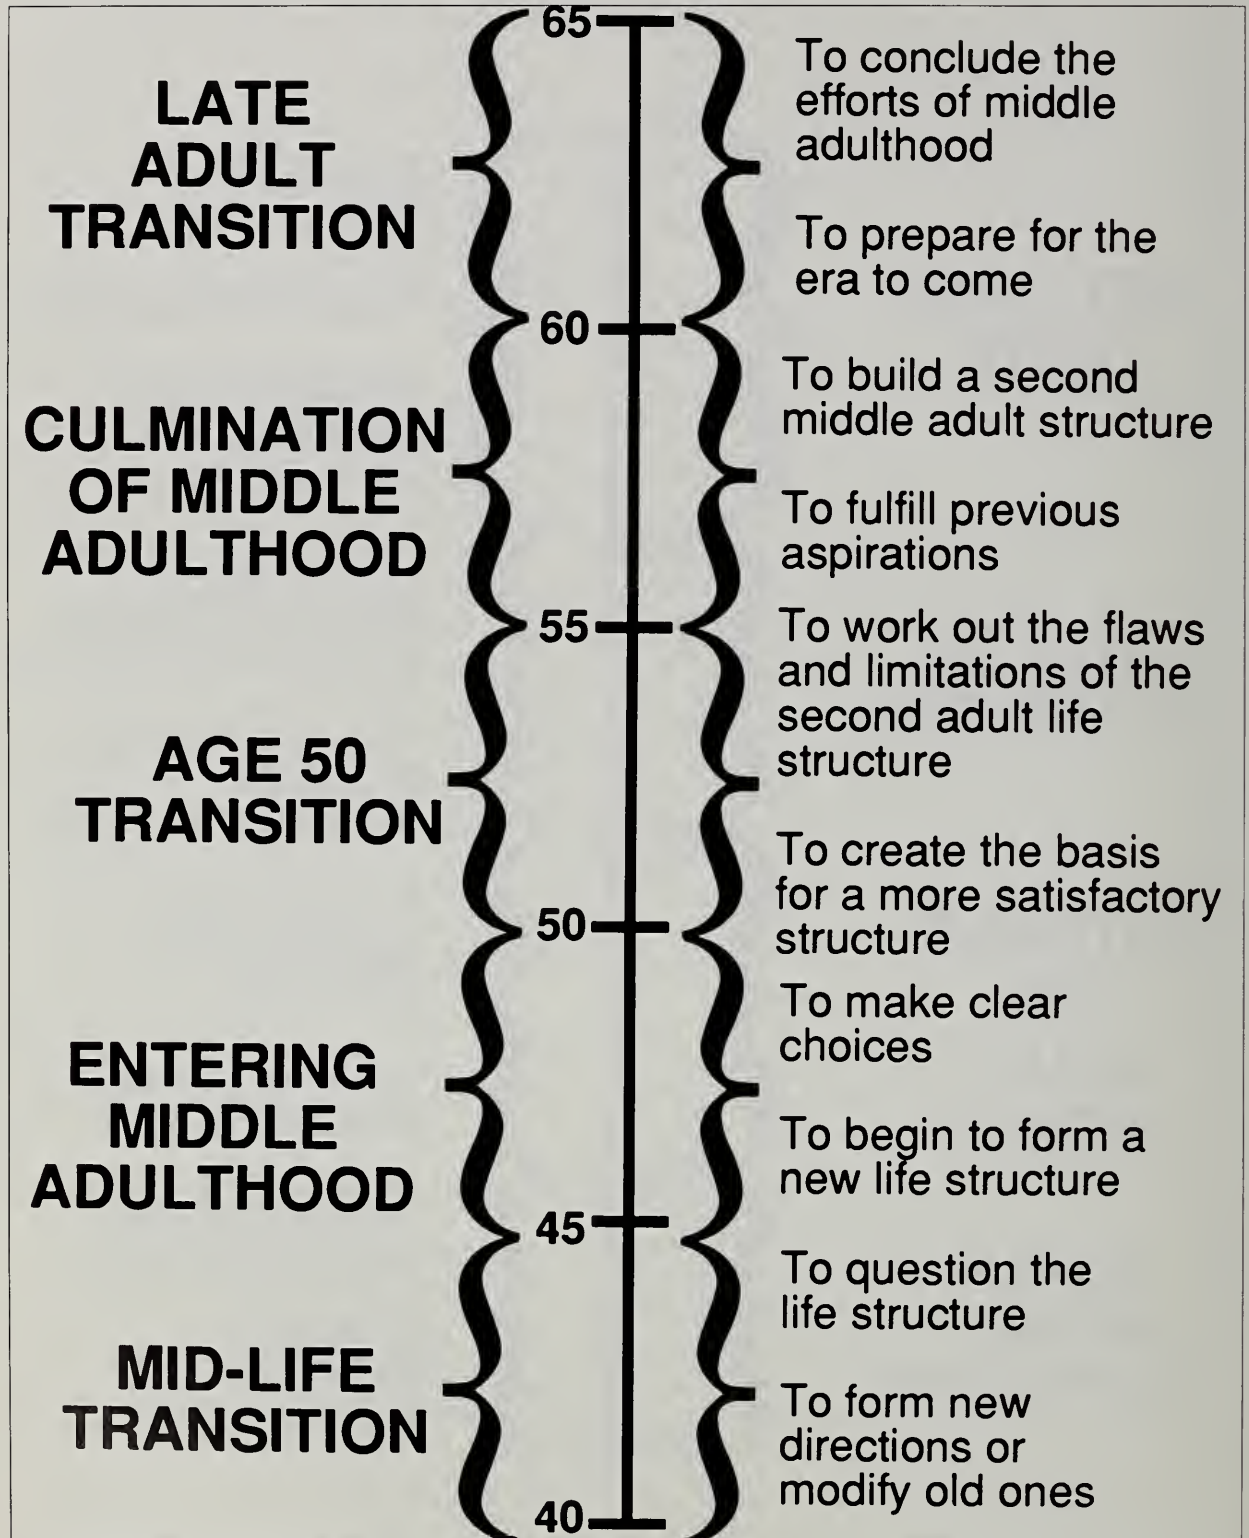 65
LATE
ADULT
TRANSITION
To conclude the
efforts of middle
adulthood
To prepare for the
era to come
60
CULMINATION
OF MIDDLE
ADULTHOOD
To build a second
middle adult structure
To fulfill previous
aspirations
55
AGE 50
TRANSITION
To work out the flaws
and limitations of the
second adult life
structure
To create the basis
for a more satisfactory
structure
50
ENTERING
MIDDLE
ADULTHOOD
To make clear
choices
To begin to form a
new life structure
45
MID-LIFE
TRANSITION
To question the
life structure
To form new
directions or
modify old ones
40